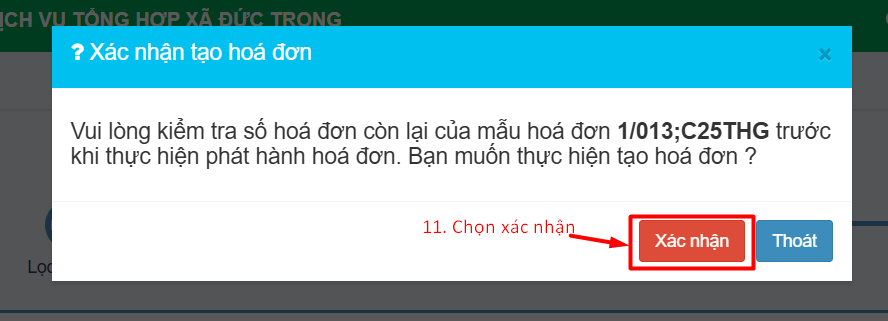 ỊCH VỤ TỔNG HỢP XÃ ĐỨC TRỌNG
? Xác nhận tạo hoá đơn
×
Vui lòng kiểm tra số hoá đơn còn lại của mẫu hoá đơn 1/013;C25THG trước
khi thực hiện phát hành hoá đơn. Bạn muốn thực hiện tạo hoá đơn ?
11. Chọn xác nhận
Xác nhận
Thoát
Lọc